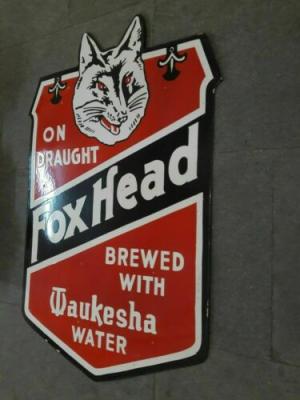 ON
DRAUGHT
Fox Head
BREWED
WITH
Waukesha
WATER